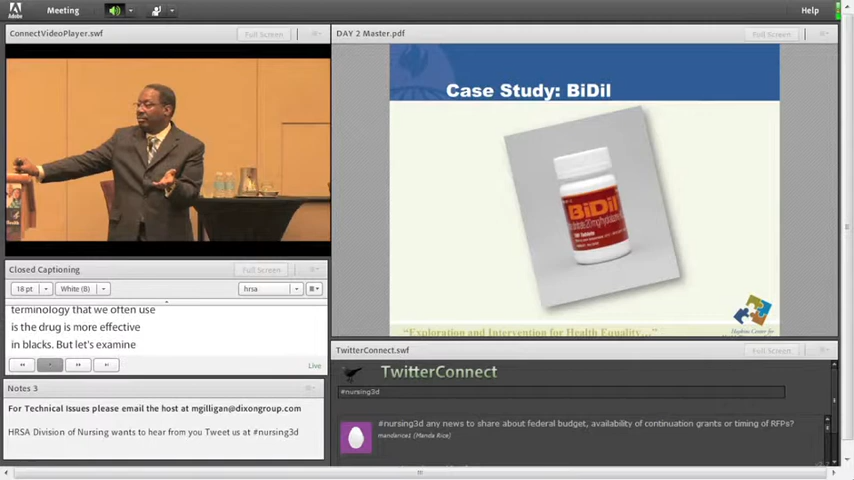 Adobe
Meeting
Help
ConnectVideoPlayer.swf
Full Screen
DAY 2 Master.pdf
Full Screen
Case Study: BiDil
BiDil
"Exploration and Intervention for Health Equality..."
Hopkins Center for
Closed Captioning
Full Screen
18 pt
White (B)
hrsa
terminology that we often use
is the drug is more effective
in blacks. But let's examine
Live
Notes 3
For Technical Issues please email the host at mgilligan@dixongroup.com
HRSA Division of Nursing wants to hear from you Tweet us at #nursing3d
TwitterConnect.swf
Full Screen
TwitterConnect
#nursing3d
#nursing3d any news to share about federal budget, availability of continuation grants or timing of RFPs?